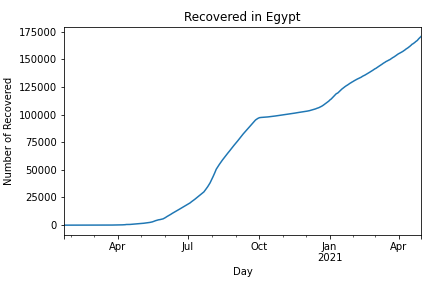 Recovered in Egypt
Number of Recovered
175000
150000
125000
100000
75000
50000
25000
0
Apr
Jul
Oct
Jan
2021
Apr
Day